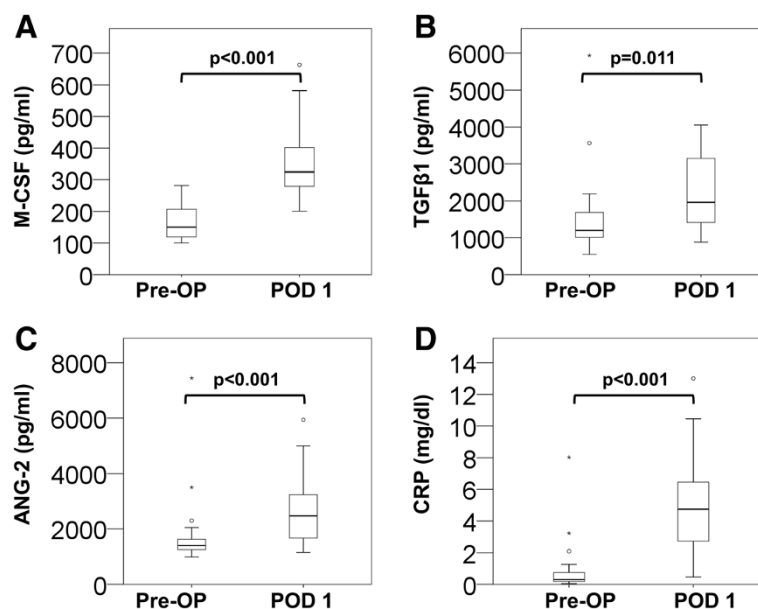 A
M-CSF (pg/ml)
700
600
500
400
300
200
100
0
p<0.001
Pre-OP POD 1
B
TGFβ1 (pg/ml)
6000
5000
4000
3000
2000
1000
0
p=0.011
Pre-OP POD 1
C
ANG-2 (pg/ml)
8000
6000
4000
2000
0
p<0.001
Pre-OP POD 1
D
CRP (mg/dl)
14
12
10
8
6
4
2
0
p<0.001
Pre-OP POD 1